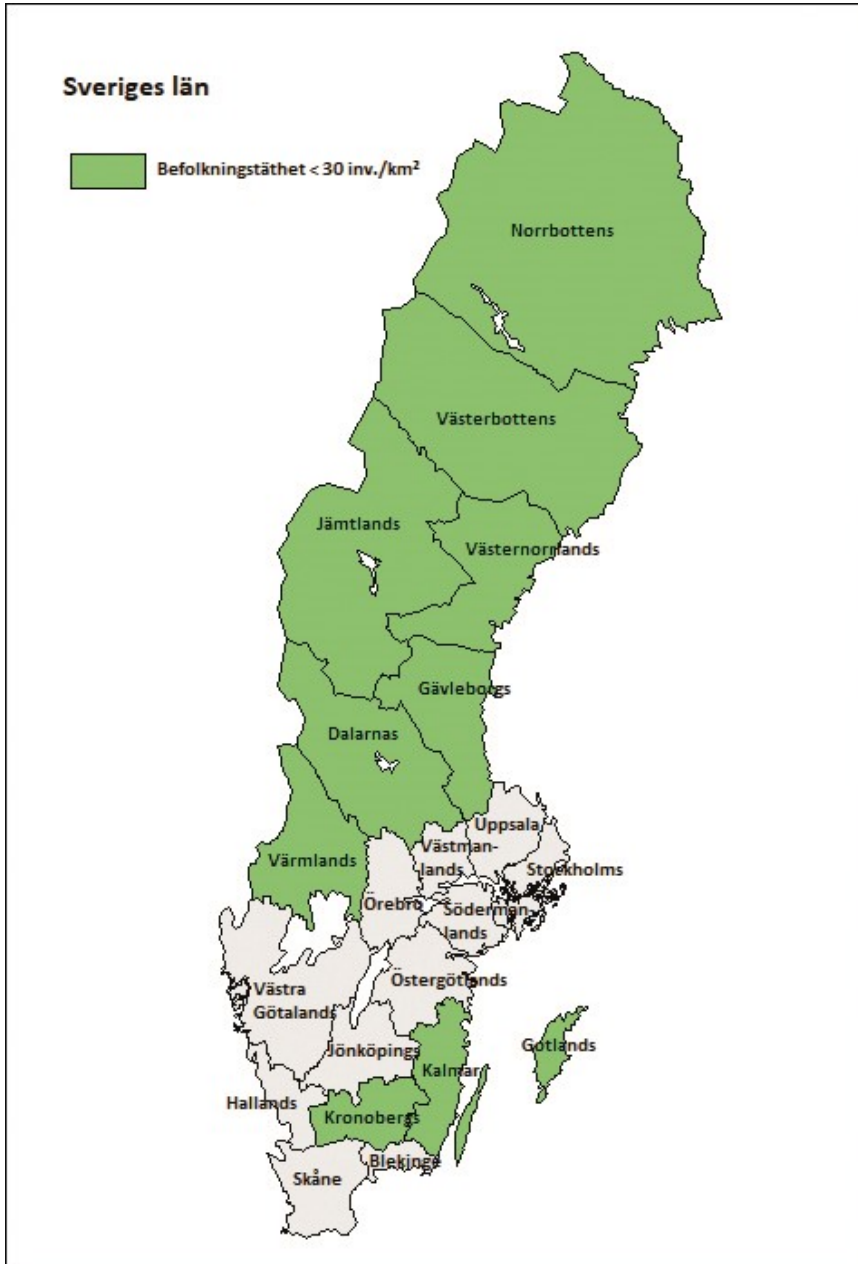 Sveriges län
Befolkningstäthet < 30 inv./km²
Norrbottens
Västerbottens
Jämtlands
Västernorrlands
Gävleborgs
Dalarnas
Uppsala
Västman-
lands
Värmlands
Stockholms
Örebro
Söderman-
lands
Östergötlands
Västra
Götalands
Gotlands
Jönköpings
Kalmar
Hallands
Kronobergs
Blekinge
Skåne